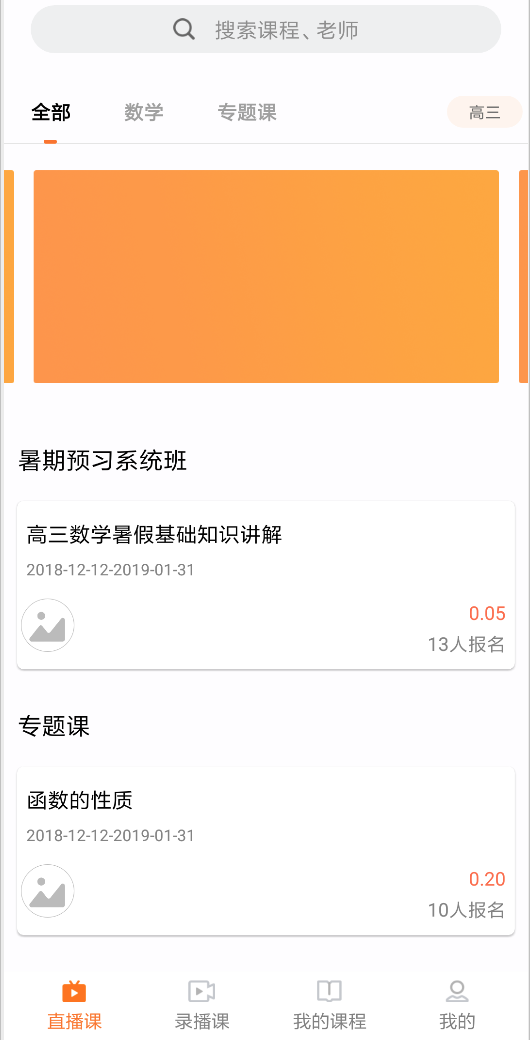 搜索课程、老师
全部 数学 专题课 高三
暑期预习系统班
高三数学暑假基础知识讲解
2018-12-12-2019-01-31
0.05
13人报名
专题课
函数的性质
2018-12-12-2019-01-31
0.20
10人报名
直播课 录播课 我的课程 我的